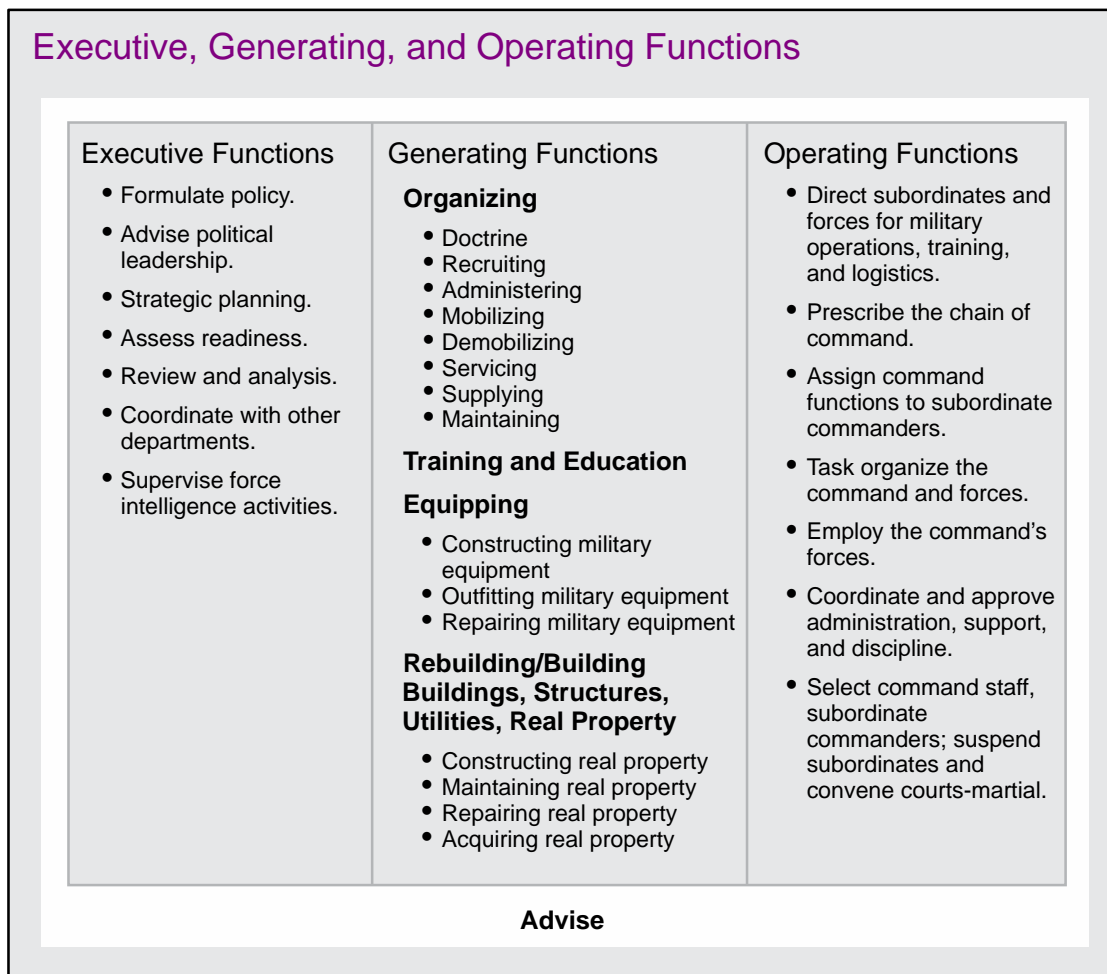 Executive, Generating, and Operating Functions
Executive Functions
• Formulate policy.
• Advise political
leadership.
• Strategic planning.
• Assess readiness.
• Review and analysis.
• Coordinate with other
departments.
• Supervise force
intelligence activities.
Generating Functions
Organizing
• Doctrine
• Recruiting
• Administering
• Mobilizing
• Demobilizing
• Servicing
• Supplying
• Maintaining
Training and Education
Equipping
• Constructing military
equipment
• Outfitting military equipment
• Repairing military equipment
Rebuilding/Building
Buildings, Structures,
Utilities, Real Property
• Constructing real property
• Maintaining real property
• Repairing real property
• Acquiring real property
Operating Functions
• Direct subordinates and
forces for military
operations, training,
and logistics.
• Prescribe the chain of
command.
• Assign command
functions to subordinate
commanders.
• Task organize the
command and forces.
• Employ the command’s
forces.
• Coordinate and approve
administration, support,
and discipline.
• Select command staff,
subordinate
commanders; suspend
subordinates and
convene courts-martial.
Advise